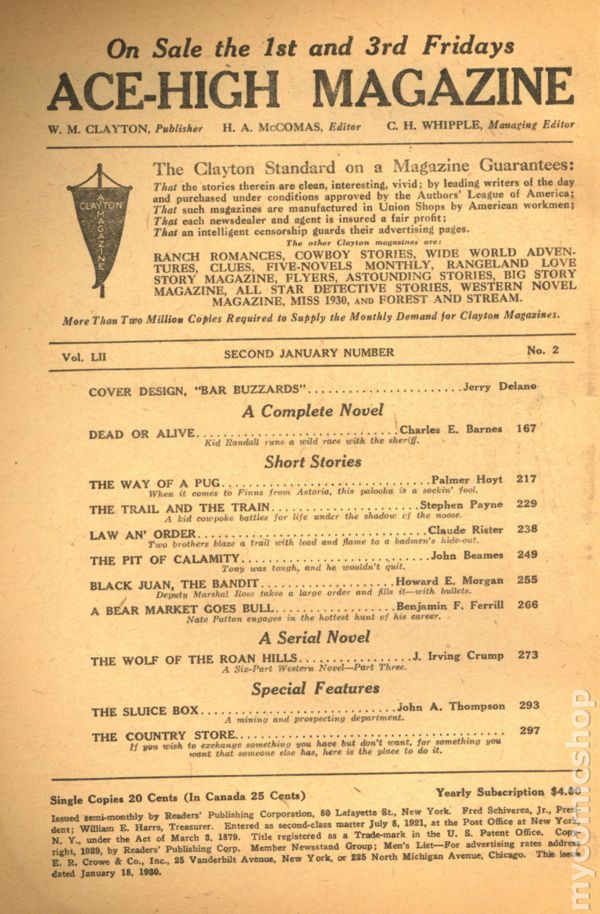 On Sale the 1st and 3rd Fridays
ACE-HIGH MAGAZINE
W. M. CLAYTON, Publisher H. A. McCOMAS, Editor C. H. WHIPPLE, Managing Editor
A
CLAYTON
MAGAZINE
The Clayton Standard on a Magazine Guarantees:
That the stories therein are clean, interesting, vivid; by leading writers of the day
and purchased under conditions approved by the Authors' League of America;
That such magazines are manufactured in Union Shops by American workmen;
That each newsdealer and agent is insured a fair profit;
That an intelligent censorship guards their advertising pages.
The other Clayton magazines are:
RANCH ROMANCES, COWBOY STORIES, WIDE WORLD ADVEN-
TURES, CLUES, FIVE-NOVELS MONTHLY, RANGELAND LOVE
STORY MAGAZINE, FLYERS, ASTOUNDING STORIES, BIG STORY
MAGAZINE, ALL STAR DETECTIVE STORIES, WESTERN NOVEL
MAGAZINE, MISS 1930, AND FOREST AND STREAM.
More Than Two Million Copies Required to Supply the Monthly Demand for Clayton Magazines.
Vol. LII SECOND JANUARY NUMBER No. 2
COVER DESIGN, "BAR BUZZARDS"........................Jerry Delano
A Complete Novel
DEAD OR ALIVE................................Charles E. Barnes 167
Kid Randall runs a wild race with the sheriff.
Short Stories
THE WAY OF A PUG................................Palmer Hoyt 217
When it comes to Finns from Astoria, this palooka is a sockin' fool.
THE TRAIL AND THE TRAIN........................Stephen Payne 229
A kid cowpoke battles for life under the shadow of the noose.
LAW AN' ORDER................................Claude Rister 238
Two brothers blaze a trail with lead and flame to a badmen's hide-out.
THE PIT OF CALAMITY............................John Beames 249
Tony was tough, and he wouldn't quit.
BLACK JUAN, THE BANDIT....................Howard E. Morgan 255
Deputy Marshal Ross takes a large order and fills it—with bullets.
A BEAR MARKET GOES BULL..................Benjamin F. Ferrill 266
Nate Patton engages in the hottest hunt of his career.
A Serial Novel
THE WOLF OF THE ROAN HILLS................J. Irving Crump 273
A Six-Part Western Novel—Part Three.
Special Features
THE SLUICE BOX............................John A. Thompson 293
A mining and prospecting department.
THE COUNTRY STORE................................................ 297
If you wish to exchange something you have but don't want, for something you
want that someone else has, here is the place to do it.
Single Copies 20 Cents (In Canada 25 Cents) Yearly Subscription $4.00
Issued semi-monthly by Readers' Publishing Corporation, 80 Lafayette St., New York. Fred Schiverea, Jr., Presi-
dent; William E. Harrs, Treasurer. Entered as second-class matter July 8, 1921, at the Post Office at New York,
N. Y., under the Act of March 3, 1879. Title registered as a Trade-mark in the U. S. Patent Office. Copy-
right, 1929, by Readers' Publishing Corp. Member Newsstand Group; Men's List—For advertising rates address
E. R. Crowe & Co., Inc., 25 Vanderbilt Avenue, New York, or 225 North Michigan Avenue, Chicago. This issue
dated January 18, 1930.
mycomicshop